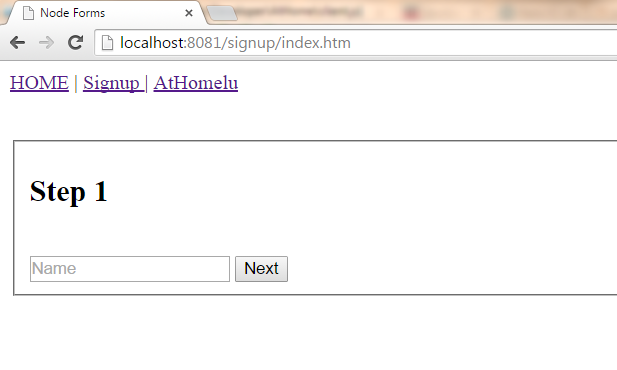 Node Forms
localhost:8081/signup/index.htm
HOME | Signup | AtHomelu
Step 1
Name Next